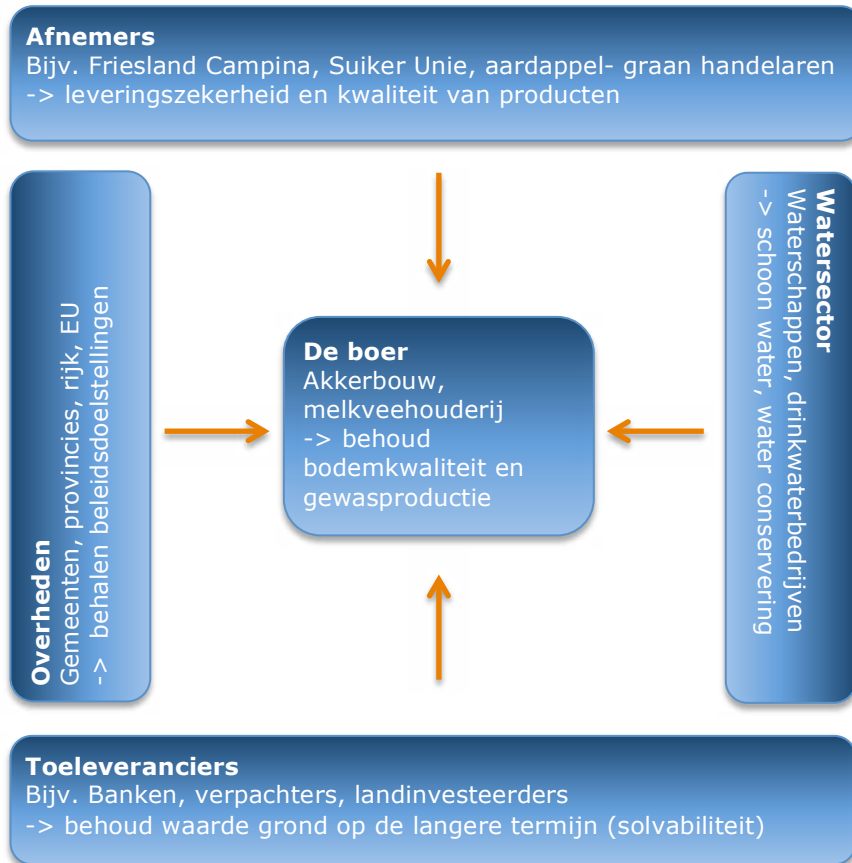 Afnemers
Bijv. Friesland Campina, Suiker Unie, aardappel- graan handelaren
-> leveringszekerheid en kwaliteit van producten
Overheden
Gemeenten, provincies, rijk, EU
-> behalen beleidsdoelstellingen
De boer
Akkerbouw,
melkveehouderij
-> behoud
bodemkwaliteit en
gewasproductie
Watersector
Waterschappen, drinkwaterbedrijven
-> schoon water, water conservering
Toeleveranciers
Bijv. Banken, verpachters, landinvesteerders
-> behoud waarde grond op de langere termijn (solvabiliteit)